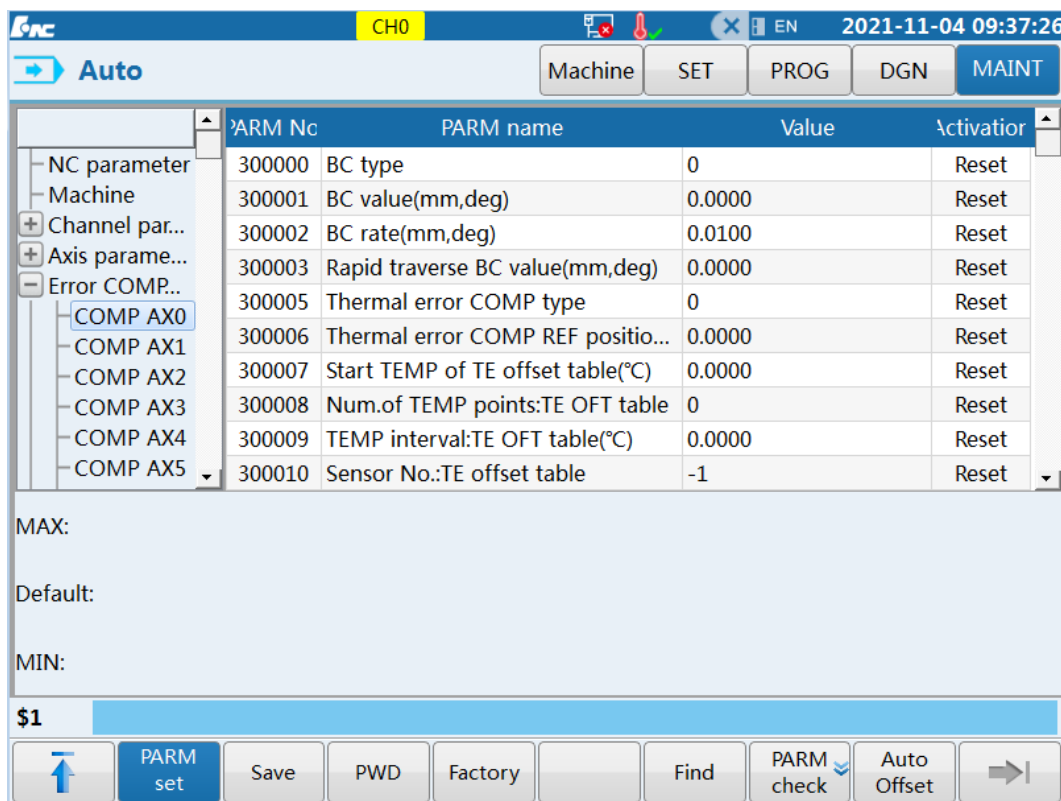 CH0 EN 2021-11-04 09:37:26
Auto Machine SET PROG DGN MAINT
PARM No PARM name Value Activation
NC parameter
Machine
Channel par...
Axis parame...
Error COMP...
COMP AX0
COMP AX1
COMP AX2
COMP AX3
COMP AX4
COMP AX5
300000 BC type 0 Reset
300001 BC value(mm,deg) 0.0000 Reset
300002 BC rate(mm,deg) 0.0100 Reset
300003 Rapid traverse BC value(mm,deg) 0.0000 Reset
300005 Thermal error COMP type 0 Reset
300006 Thermal error COMP REF positio... 0.0000 Reset
300007 Start TEMP of TE offset table(℃) 0.0000 Reset
300008 Num.of TEMP points:TE OFT table 0 Reset
300009 TEMP interval:TE OFT table(℃) 0.0000 Reset
300010 Sensor No.:TE offset table -1 Reset
MAX:
Default:
MIN:
$1
PARM set Save PWD Factory Find PARM check Auto Offset